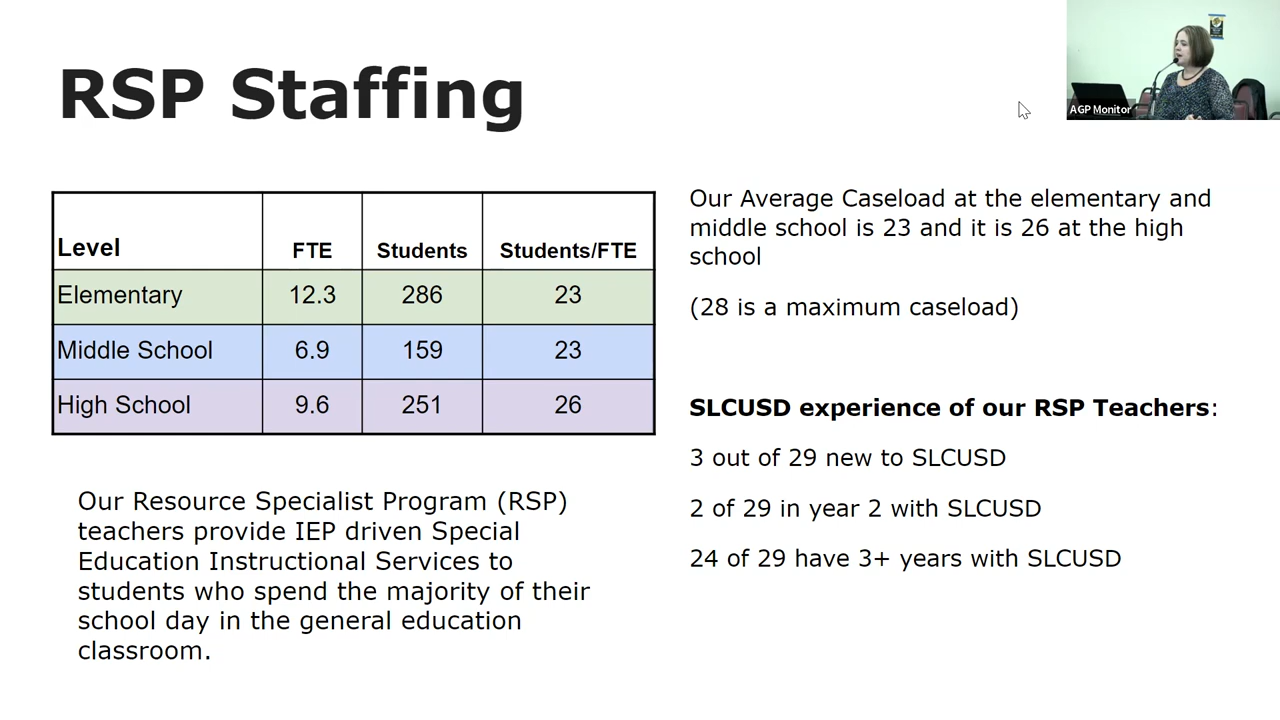 RSP Staffing
AGP Monitor
Level FTE Students Students/FTE
Elementary 12.3 286 23
Middle School 6.9 159 23
High School 9.6 251 26
Our Resource Specialist Program (RSP)
teachers provide IEP driven Special
Education Instructional Services to
students who spend the majority of their
school day in the general education
classroom.
Our Average Caseload at the elementary and
middle school is 23 and it is 26 at the high
school
(28 is a maximum caseload)
SLCUSD experience of our RSP Teachers:
3 out of 29 new to SLCUSD
2 of 29 in year 2 with SLCUSD
24 of 29 have 3+ years with SLCUSD